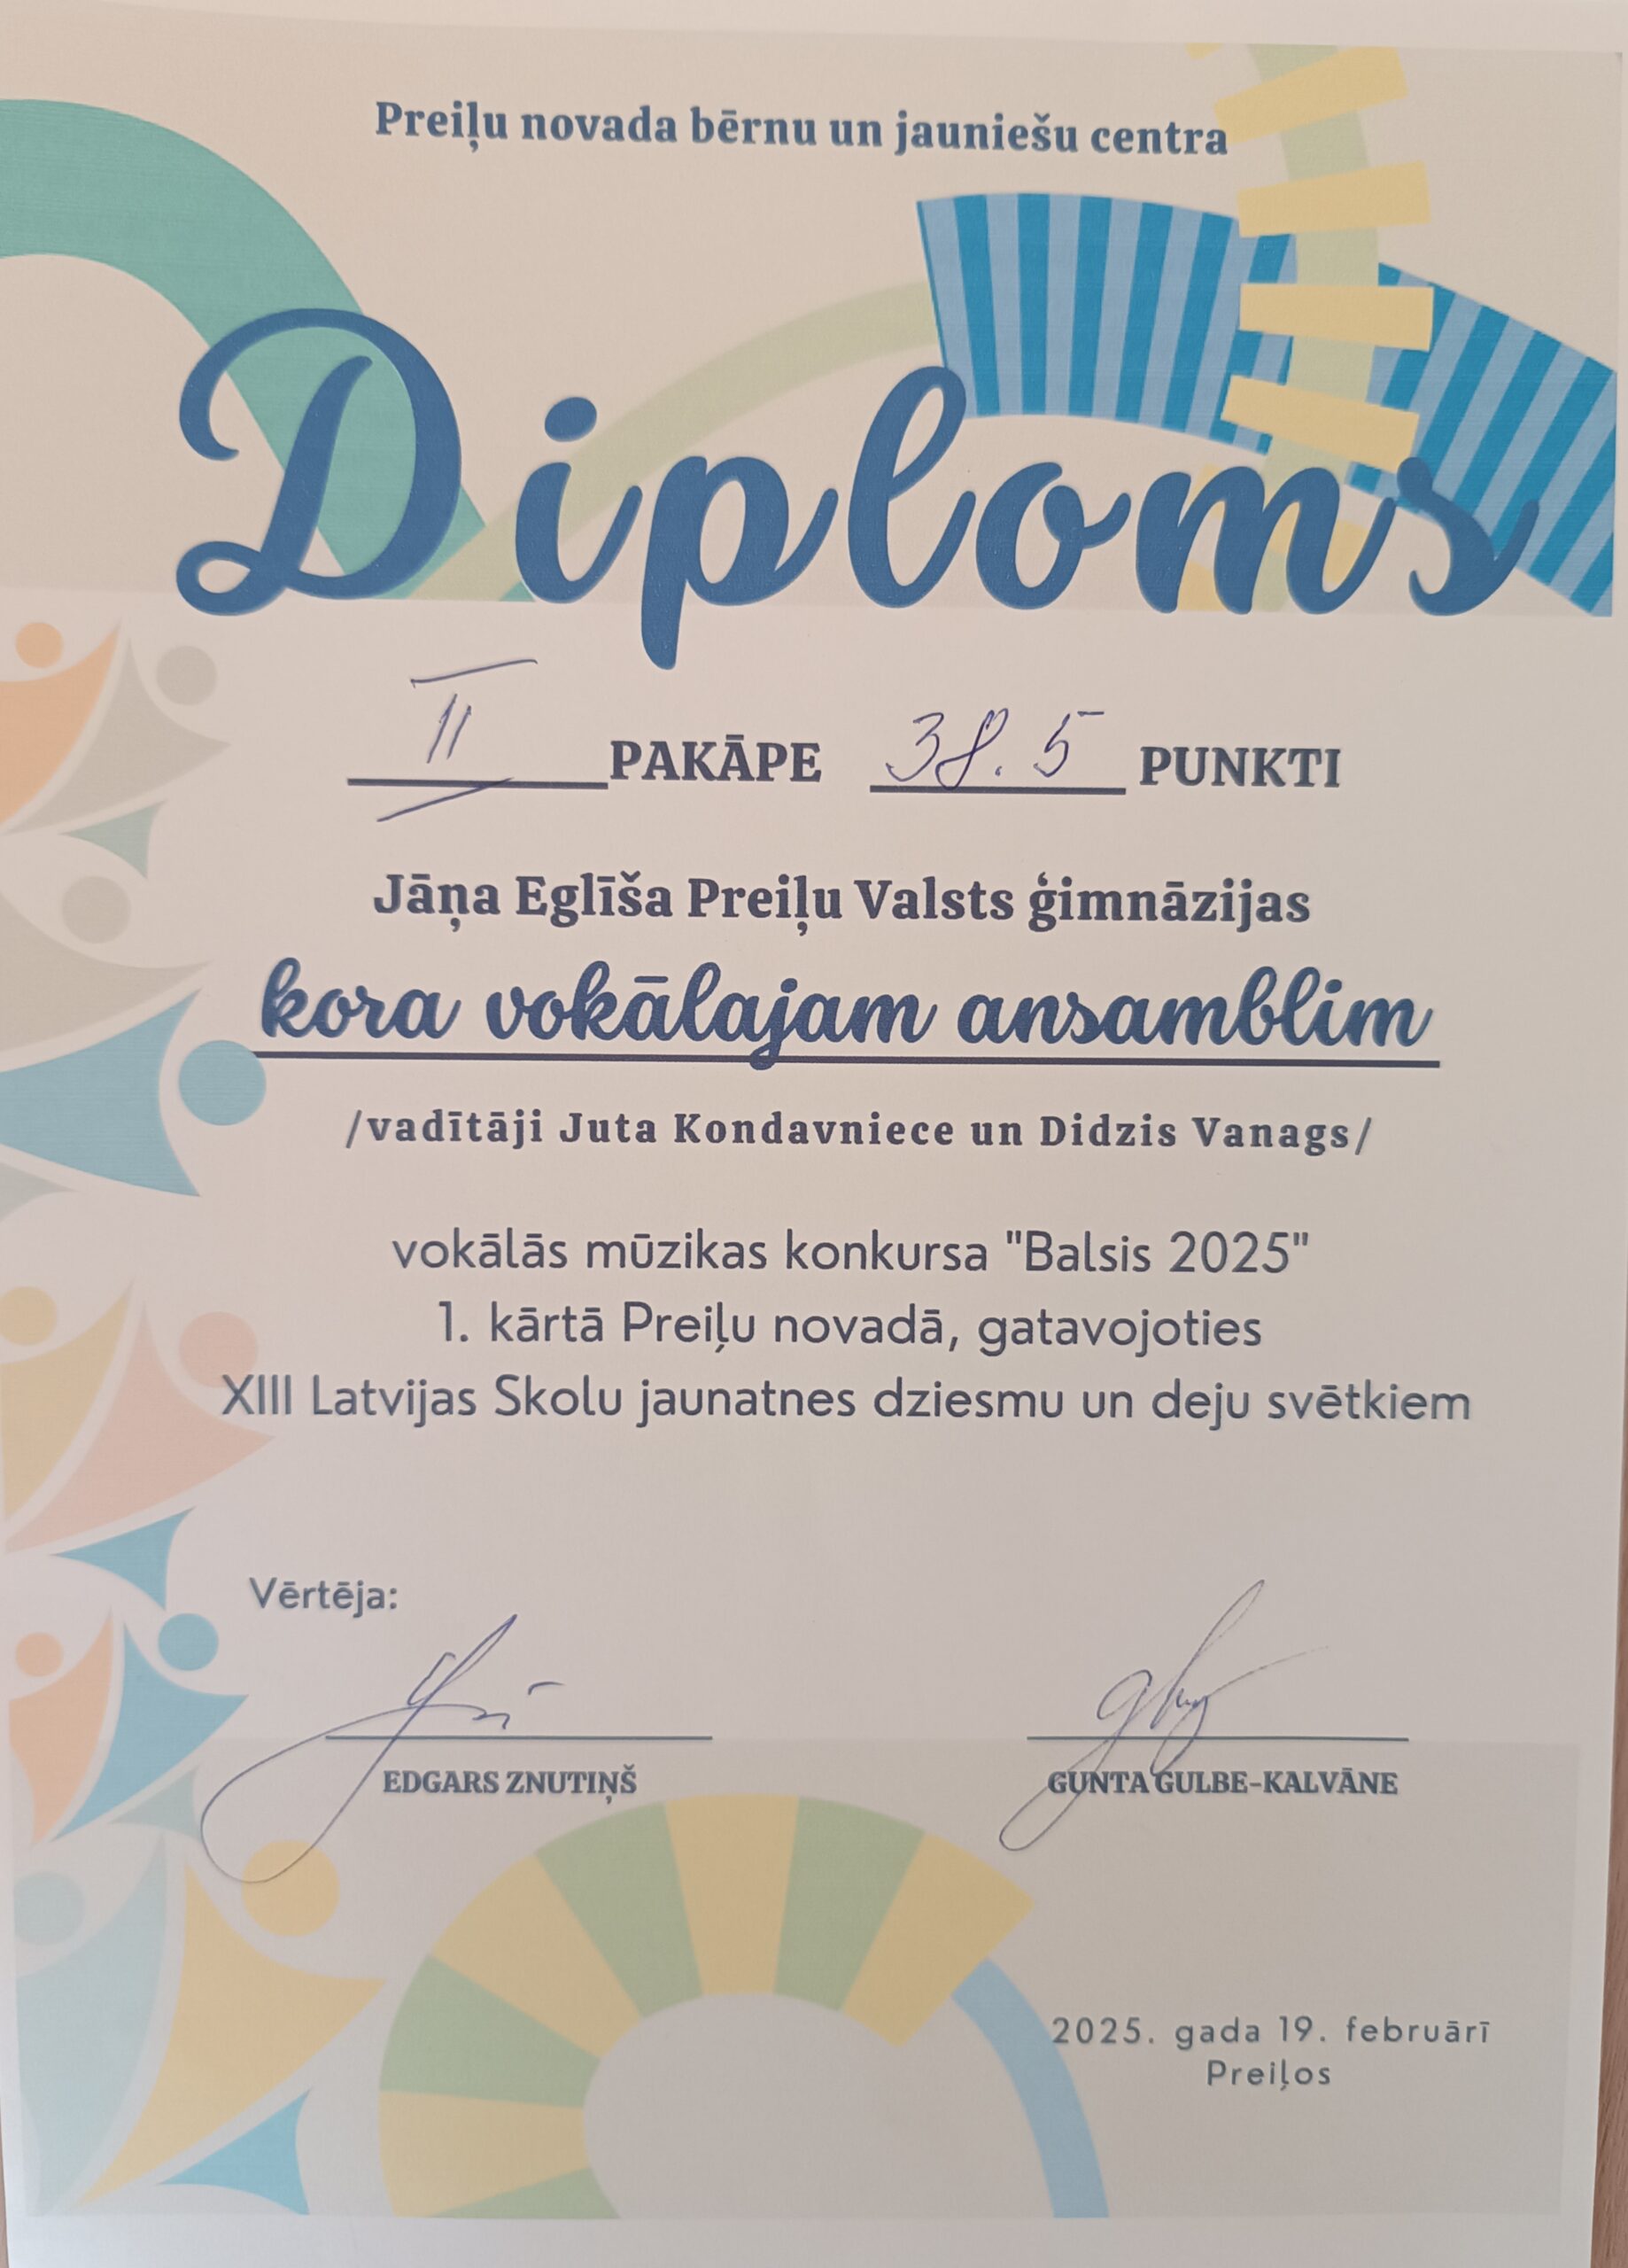 Preiļu novada bērnu un jauniešu centra
Diploms
II PAKĀPE 38.5 PUNKTI
Jāņa Eglīša Preiļu Valsts ģimnāzijas
kora vokālajam ansamblim
/vadītāji Juta Kondavniece un Didzis Vanags/
vokālās mūzikas konkursa "Balsis 2025"
1. kārtā Preiļu novadā, gatavojoties
XIII Latvijas Skolu jaunatnes dziesmu un deju svētkiem
Vērtēja:
EDGARS ZNUTIŅŠ GUNTA GULBE-KALVĀNE
2025. gada 19. februārī
Preiļos